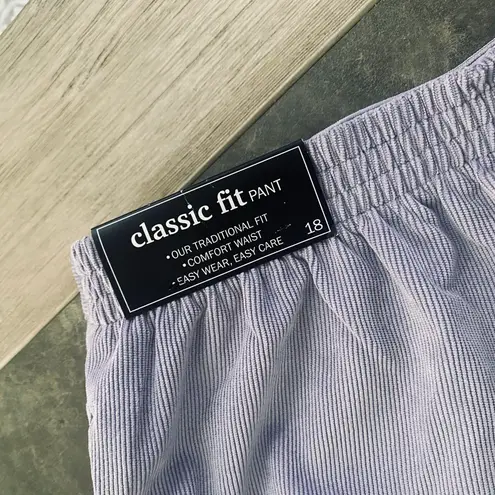 classic fit PANT
• OUR TRADITIONAL FIT
• COMFORT WAIST
• EASY WEAR, EASY CARE
18